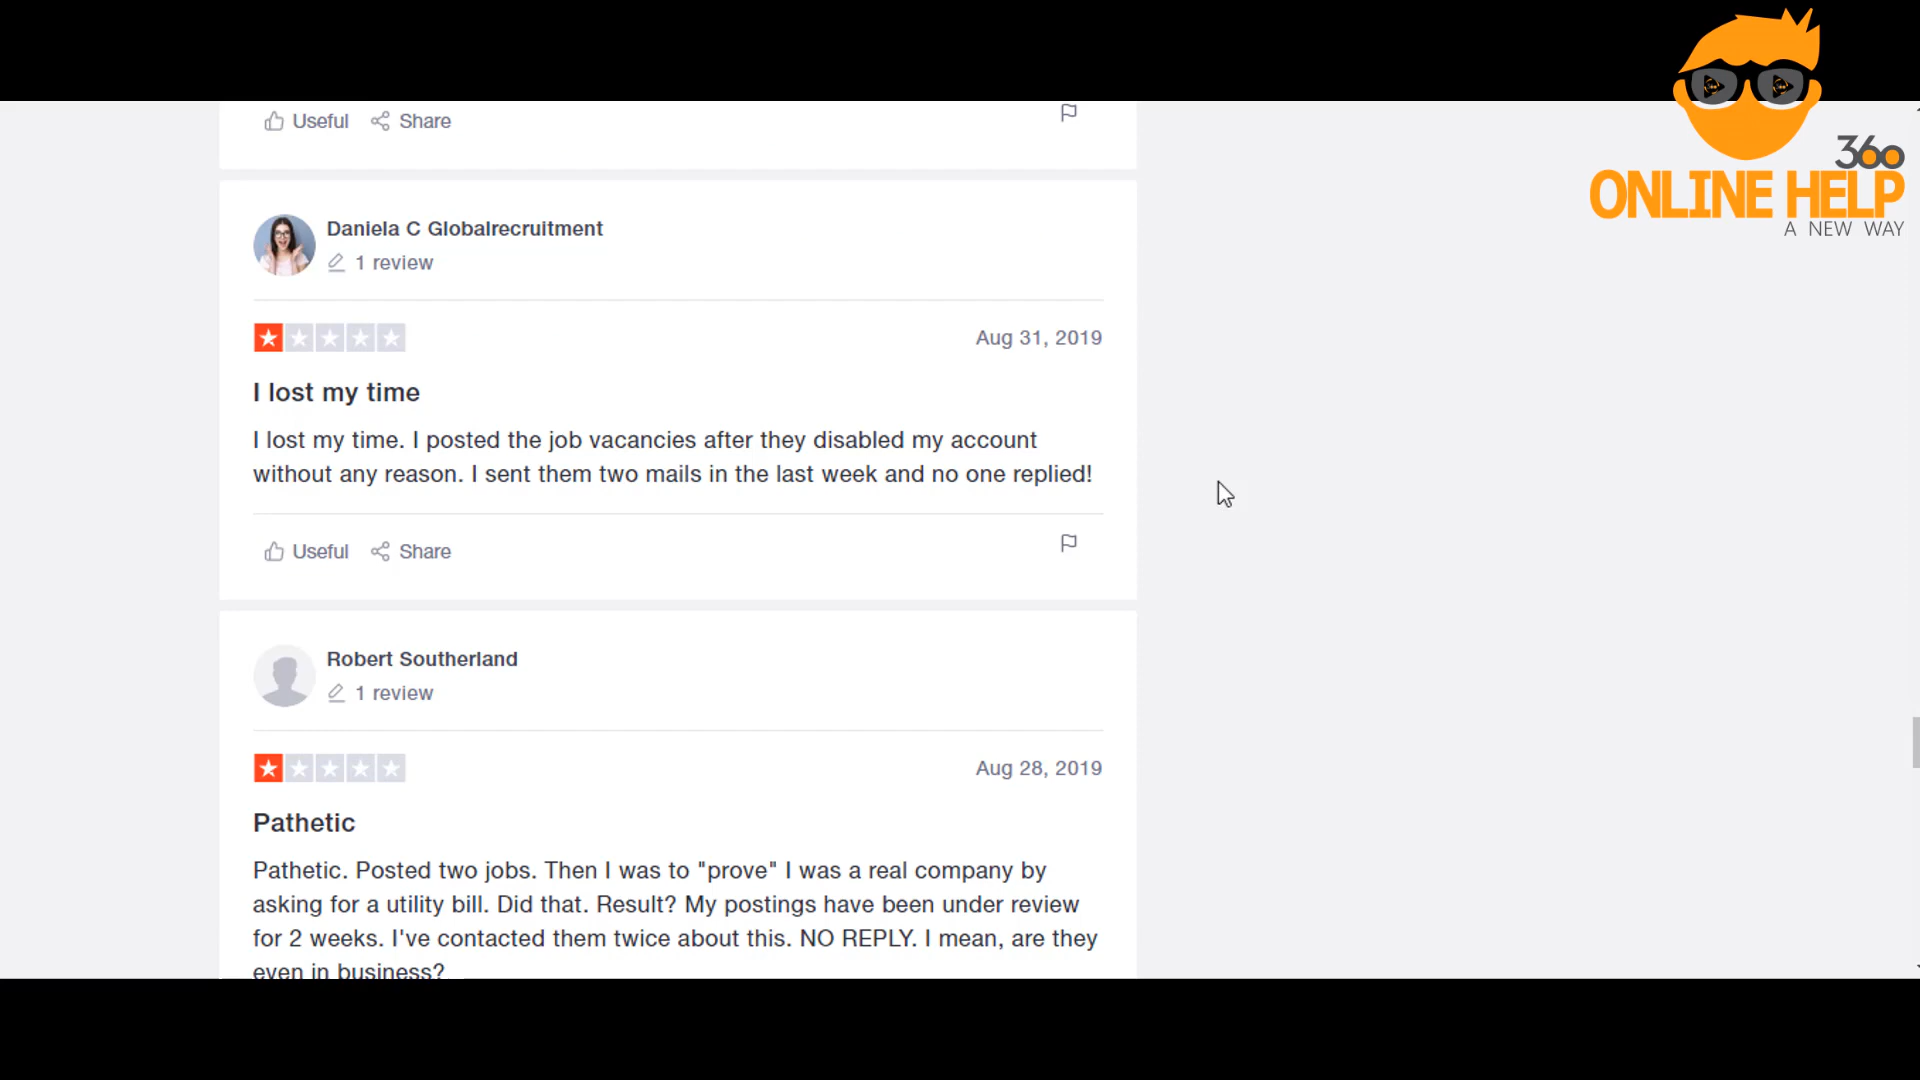 Useful Share
360
ONLINE HELP
A NEW WAY
Daniela C Globalrecruitment
1 review
Aug 31, 2019
I lost my time
I lost my time. I posted the job vacancies after they disabled my account
without any reason. I sent them two mails in the last week and no one replied!
Useful Share
Robert Southerland
1 review
Aug 28, 2019
Pathetic
Pathetic. Posted two jobs. Then I was to "prove" I was a real company by
asking for a utility bill. Did that. Result? My postings have been under review
for 2 weeks. I've contacted them twice about this. NO REPLY. I mean, are they
even in business?